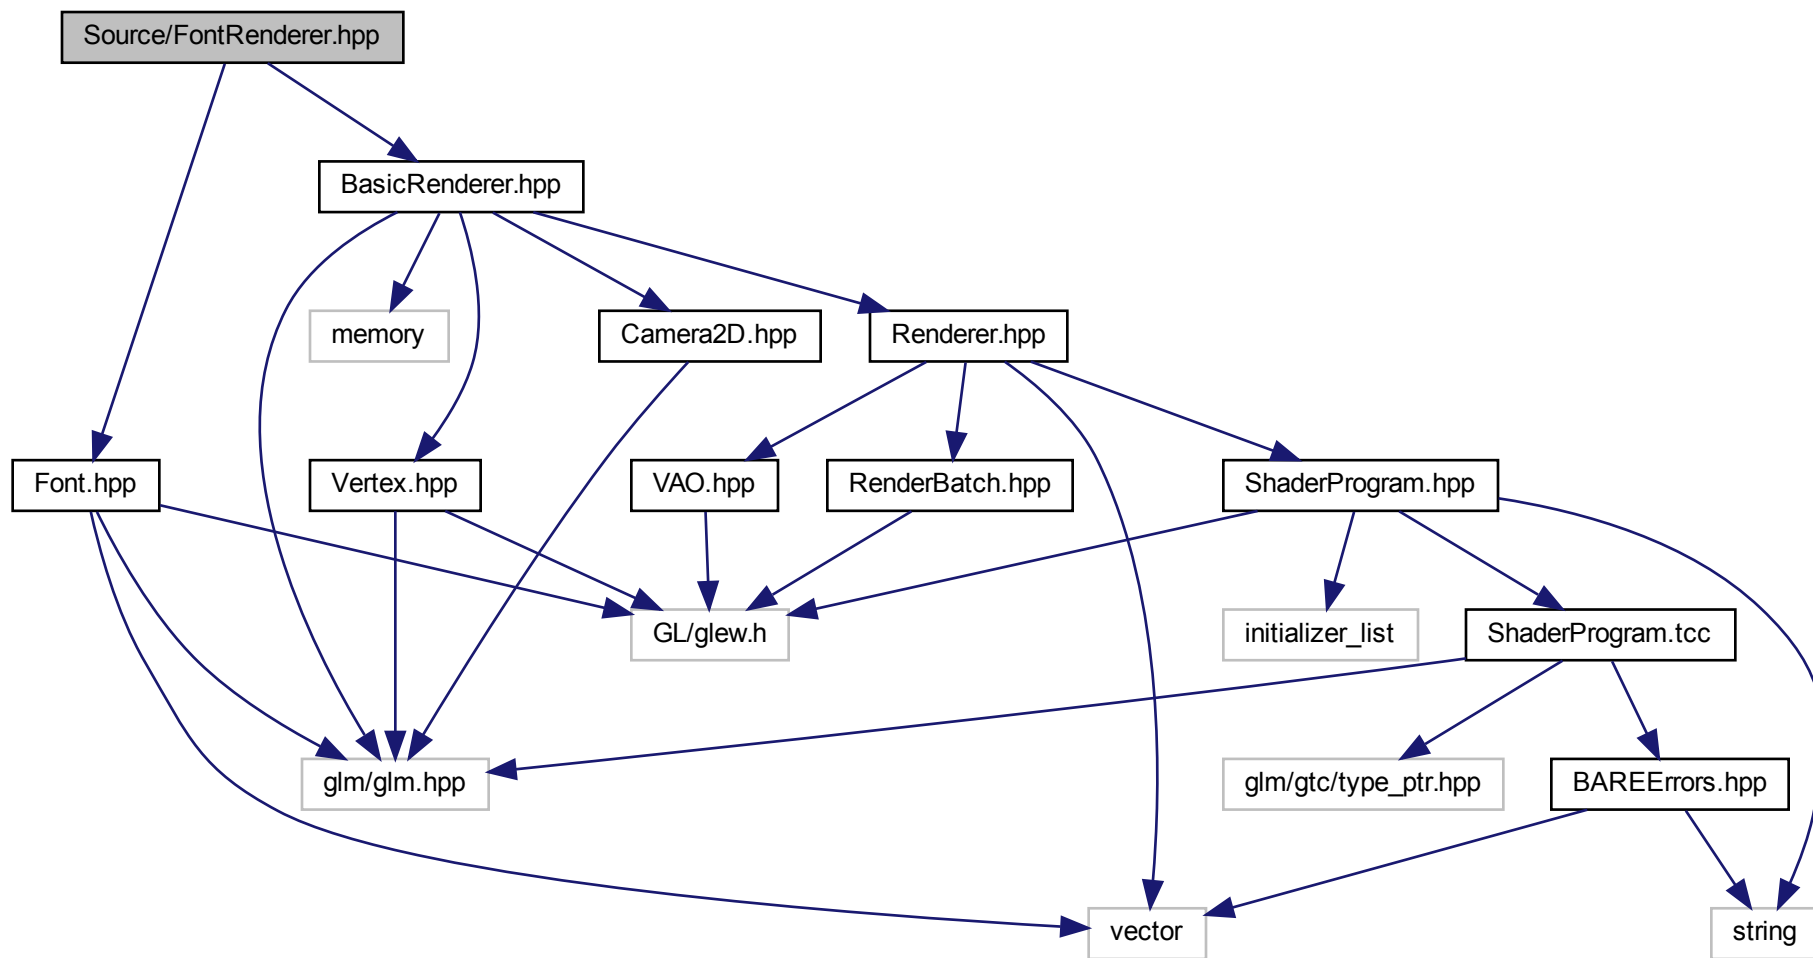 Source/FontRenderer.hpp
BasicRenderer.hpp
memory
Camera2D.hpp
Renderer.hpp
Font.hpp
Vertex.hpp
VAO.hpp
RenderBatch.hpp
ShaderProgram.hpp
GL/glew.h
initializer_list
ShaderProgram.tcc
glm/glm.hpp
glm/gtc/type_ptr.hpp
BAREErrors.hpp
vector
string